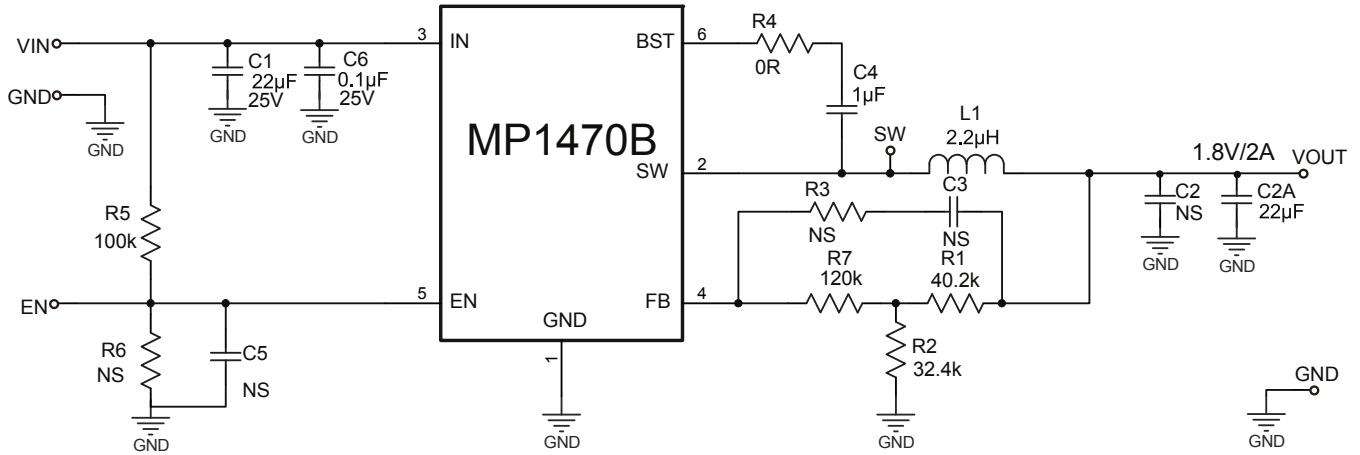 VIN
GND
GND
C1
22µF
25V
GND
C6
0.1µF
25V
GND
3
IN
MP1470B
BST
6
R4
0R
C4
1µF
SW
L1
2.2µH
SW
2
1.8V/2A
VOUT
C2
NS
GND
C2A
22µF
GND
R3
NS
C3
NS
R5
100k
R7
120k
R1
40.2k
EN
5
EN
FB
4
GND
1
GND
R6
NS
GND
C5
NS
R2
32.4k
GND
GND
GND